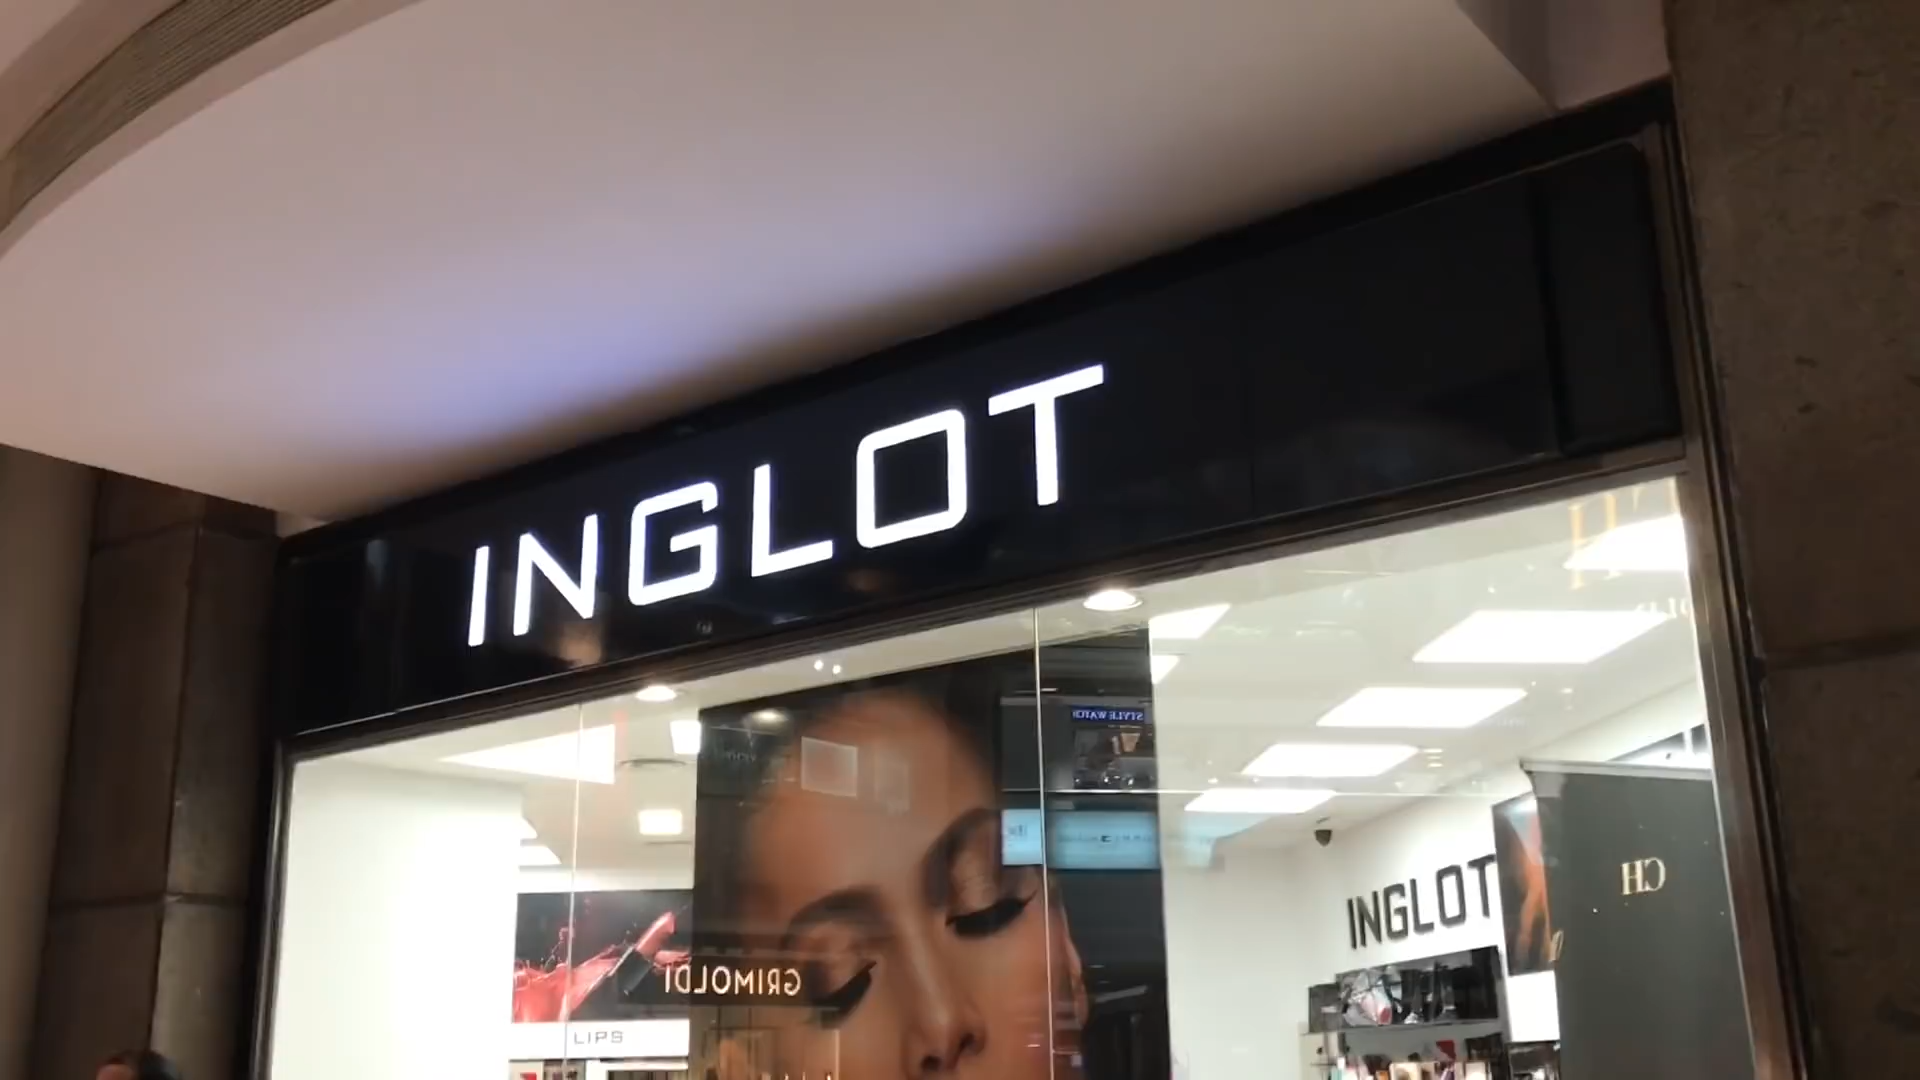 INGLOT
STYLE WATCH
INGLOT
CH
GRIMOLDI
LIPS